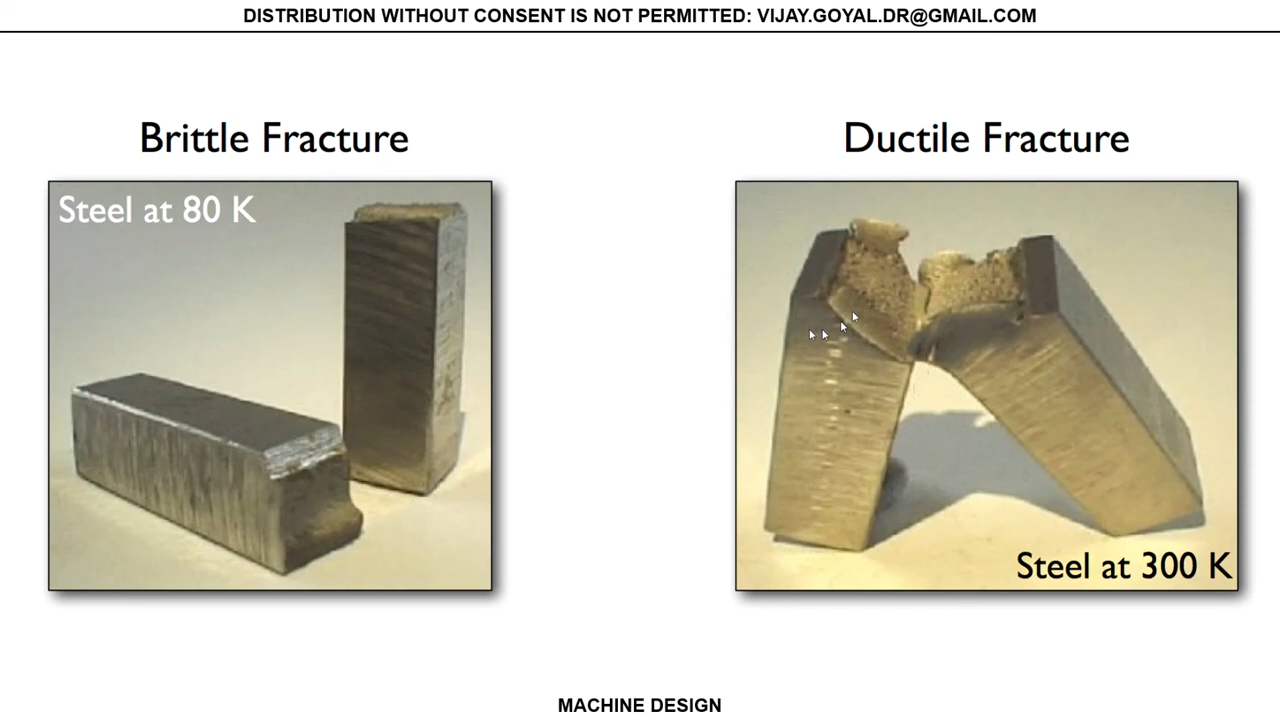 DISTRIBUTION WITHOUT CONSENT IS NOT PERMITTED: VIJAY.GOYAL.DR@GMAIL.COM
Brittle Fracture
Ductile Fracture
Steel at 80 K
Steel at 300 K
MACHINE DESIGN